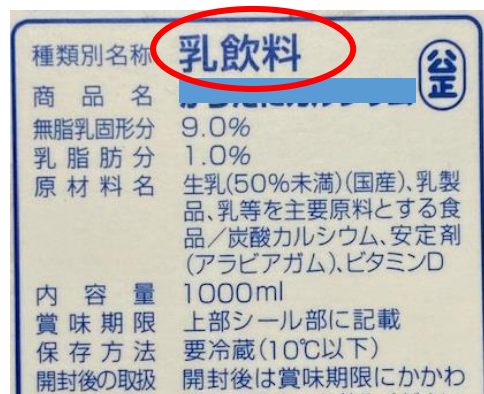 種類別名称 乳飲料 公正
商品名
無脂乳固形分 9.0%
乳脂肪分 1.0%
原材料名 生乳(50%未満)(国産)、乳製
品、乳等を主要原料とする食
品/炭酸カルシウム、安定剤
(アラビアガム)、ビタミンD
内容量 1000ml
賞味期限 上部シール部に記載
保存方法 要冷蔵(10℃以下)
開封後の取扱 開封後は賞味期限にかかわ